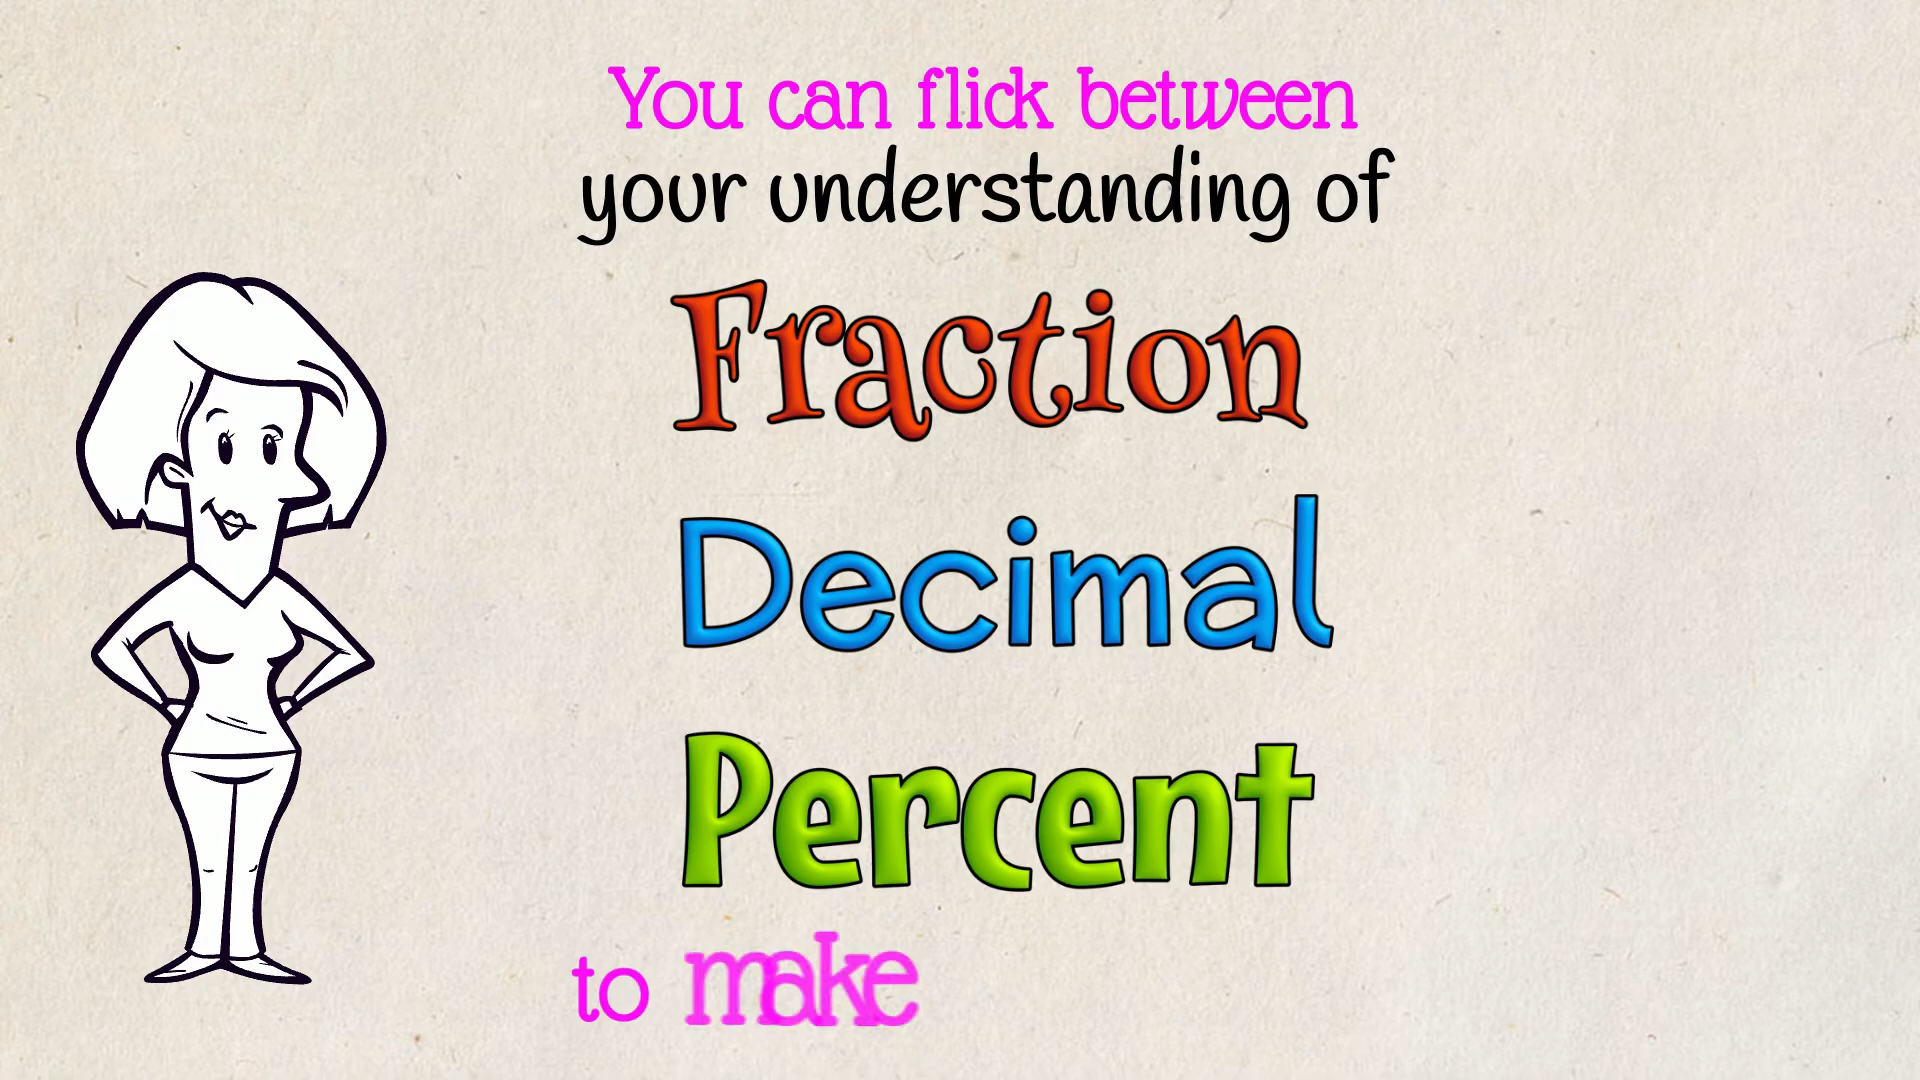 You can flick between
your understanding of
Fraction
Decimal
Percent
to make